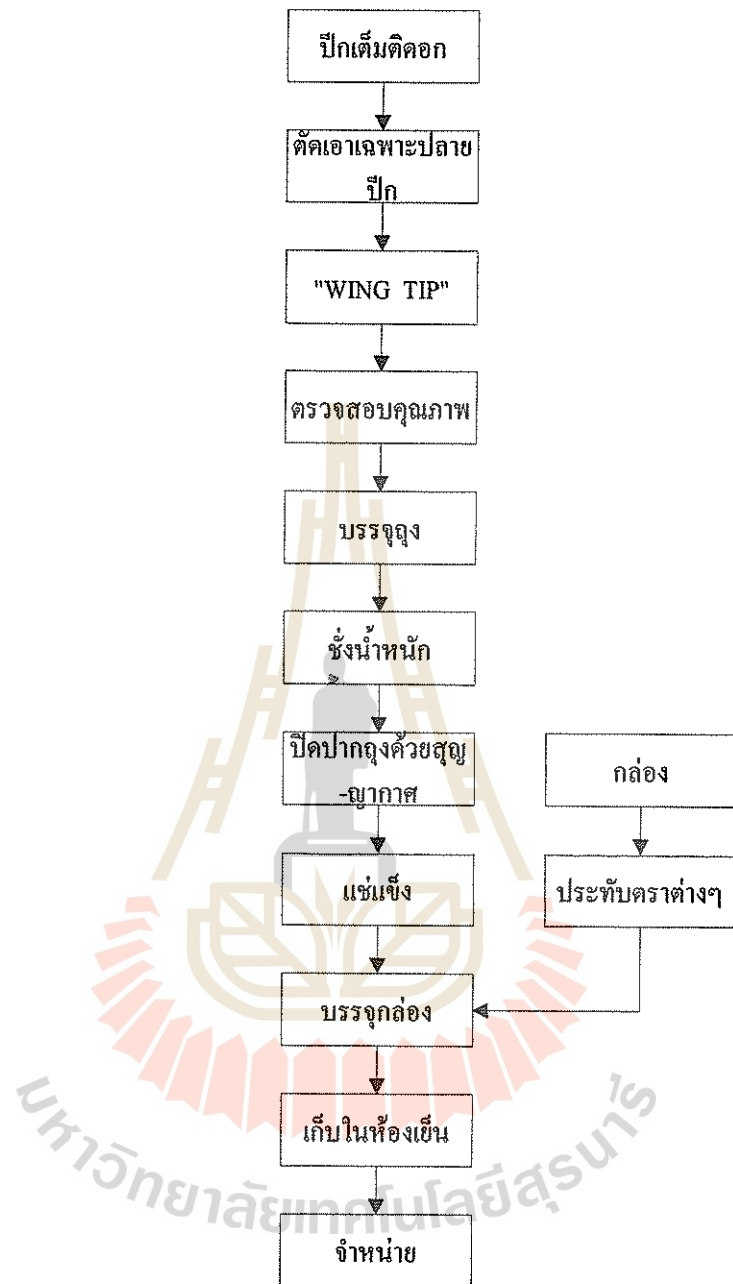 ปีกเต็มติดอก
ตัดเอาเฉพาะปลาย
ปีก
"WING TIP"
ตรวจสอบคุณภาพ
บรรจุถุง
ชั่งน้ำหนัก
ปิดปากถุงด้วยสุญ
-ญากาศ
กล่อง
แช่แข็ง
ประทับตราต่างๆ
บรรจุกล่อง
เก็บในห้องเย็น
จำหน่าย
มหาวิทยาลัยเทคโนโลยีสุรนารี